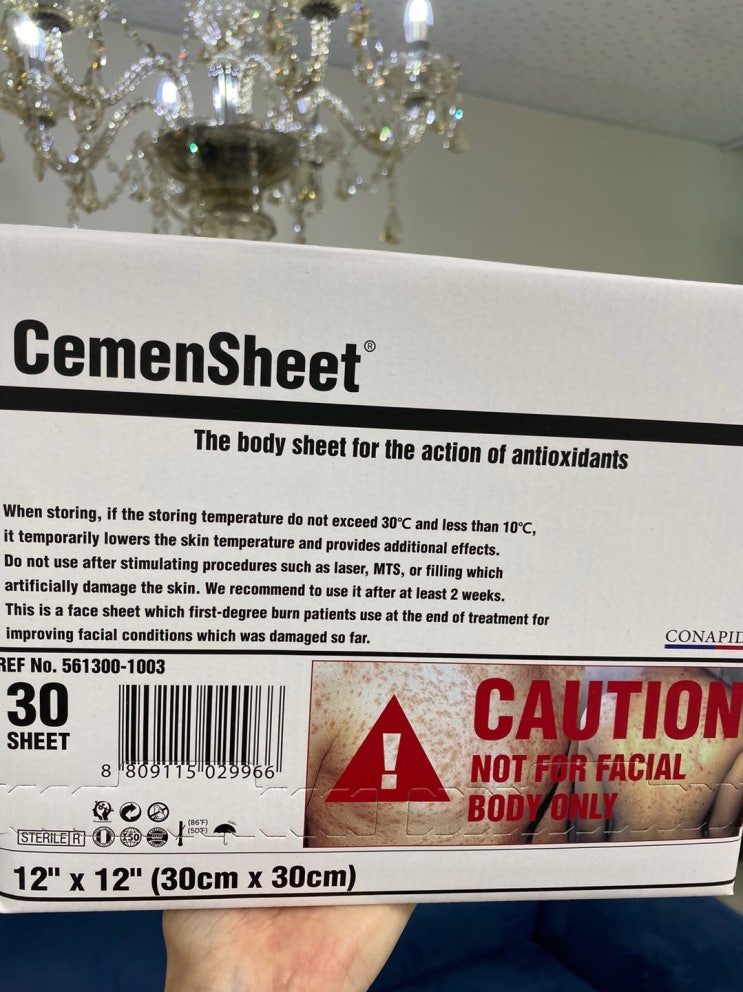 CemenSheet®
The body sheet for the action of antioxidants
When storing, if the storing temperature do not exceed 30℃ and less than 10℃,
it temporarily lowers the skin temperature and provides additional effects.
Do not use after stimulating procedures such as laser, MTS, or filling which
artificially damage the skin. We recommend to use it after at least 2 weeks.
This is a face sheet which first-degree burn patients use at the end of treatment for
improving facial conditions which was damaged so far.
CONAPID
REF No. 561300-1003
30
SHEET
8 809115 029966
CAUTION
NOT FOR FACIAL
BODY ONLY
(86℉)
(50℉)
STERILE R
ISO
12" x 12" (30cm x 30cm)